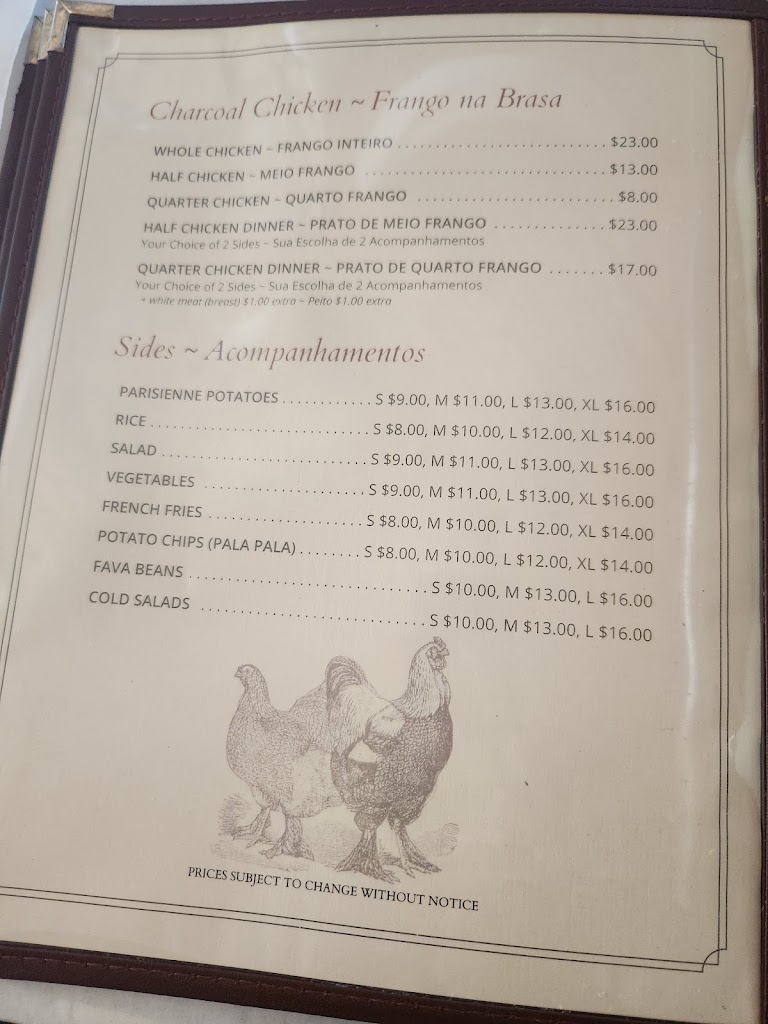 Charcoal Chicken ~ Frango na Brasa
WHOLE CHICKEN ~ FRANGO INTEIRO ........................... $23.00
HALF CHICKEN ~ MEIO FRANGO ............................... $13.00
QUARTER CHICKEN ~ QUARTO FRANGO .......................... $8.00
HALF CHICKEN DINNER ~ PRATO DE MEIO FRANGO .............. $23.00
Your Choice of 2 Sides ~ Sua Escolha de 2 Acompanhamentos
QUARTER CHICKEN DINNER ~ PRATO DE QUARTO FRANGO ....... $17.00
Your Choice of 2 Sides ~ Sua Escolha de 2 Acompanhamentos
+ white meat (breast) $1.00 extra ~ Peito $1.00 extra
Sides ~ Acompanhamentos
PARISIENNE POTATOES ............ S $9.00, M $11.00, L $13.00, XL $16.00
RICE ............................ S $8.00, M $10.00, L $12.00, XL $14.00
SALAD ........................... S $9.00, M $11.00, L $13.00, XL $16.00
VEGETABLES ..................... S $9.00, M $11.00, L $13.00, XL $16.00
FRENCH FRIES .................... S $8.00, M $10.00, L $12.00, XL $14.00
POTATO CHIPS (PALA PALA) ........ S $8.00, M $10.00, L $12.00, XL $14.00
FAVA BEANS ............................... S $10.00, M $13.00, L $16.00
COLD SALADS ............................. S $10.00, M $13.00, L $16.00
PRICES SUBJECT TO CHANGE WITHOUT NOTICE